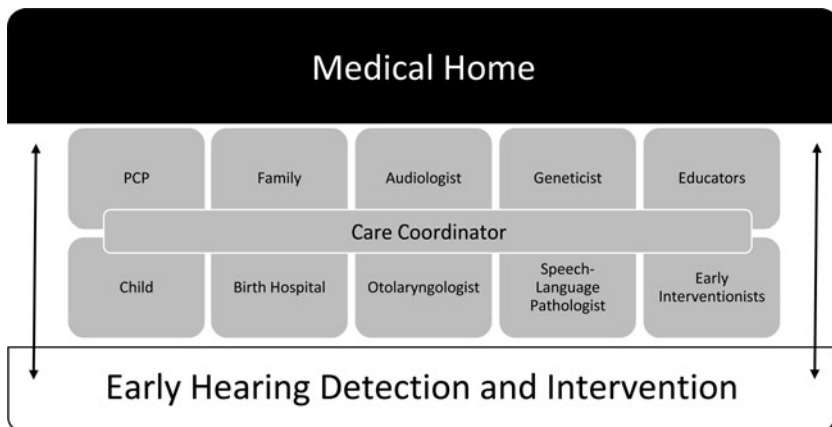 Medical Home
PCP
Family
Audiologist
Geneticist
Educators
Care Coordinator
Child
Birth Hospital
Otolaryngologist
Speech-
Language
Pathologist
Early
Interventionists
Early Hearing Detection and Intervention